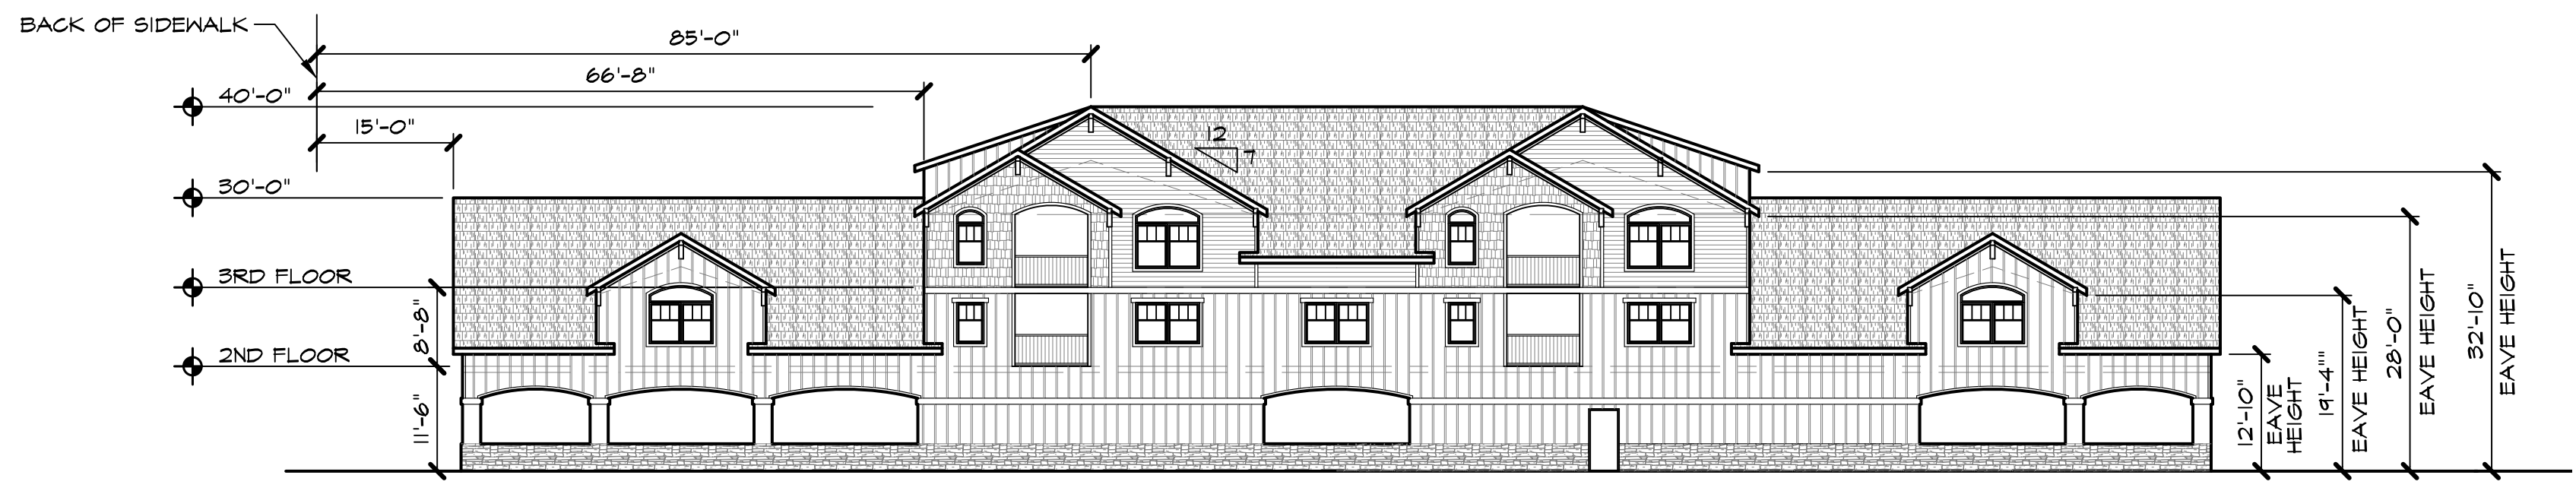 BACK OF SIDEWALK
85'-0"
66'-8"
40'-0"
15'-0"
12
7
30'-0"
3RD FLOOR
8'-8"
2ND FLOOR
11'-6"
12'-10"
EAVE
HEIGHT
19'-4""
EAVE HEIGHT
28'-0"
EAVE HEIGHT
32'-10"
EAVE HEIGHT